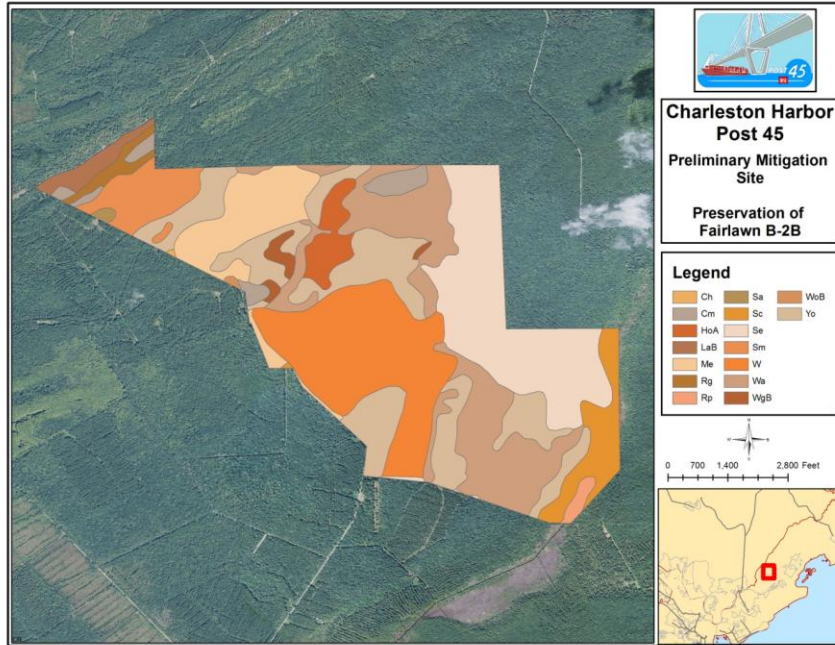 POST 45
Charleston Harbor
Post 45
Preliminary Mitigation
Site
Preservation of
Fairlawn B-2B
Legend
Ch
Cm
HoA
LaB
Me
Rg
Rp
Sa
Sc
Se
Sm
W
Wa
WgB
WoB
Yo
N
W
E
S
0 700 1,400 2,800 Feet